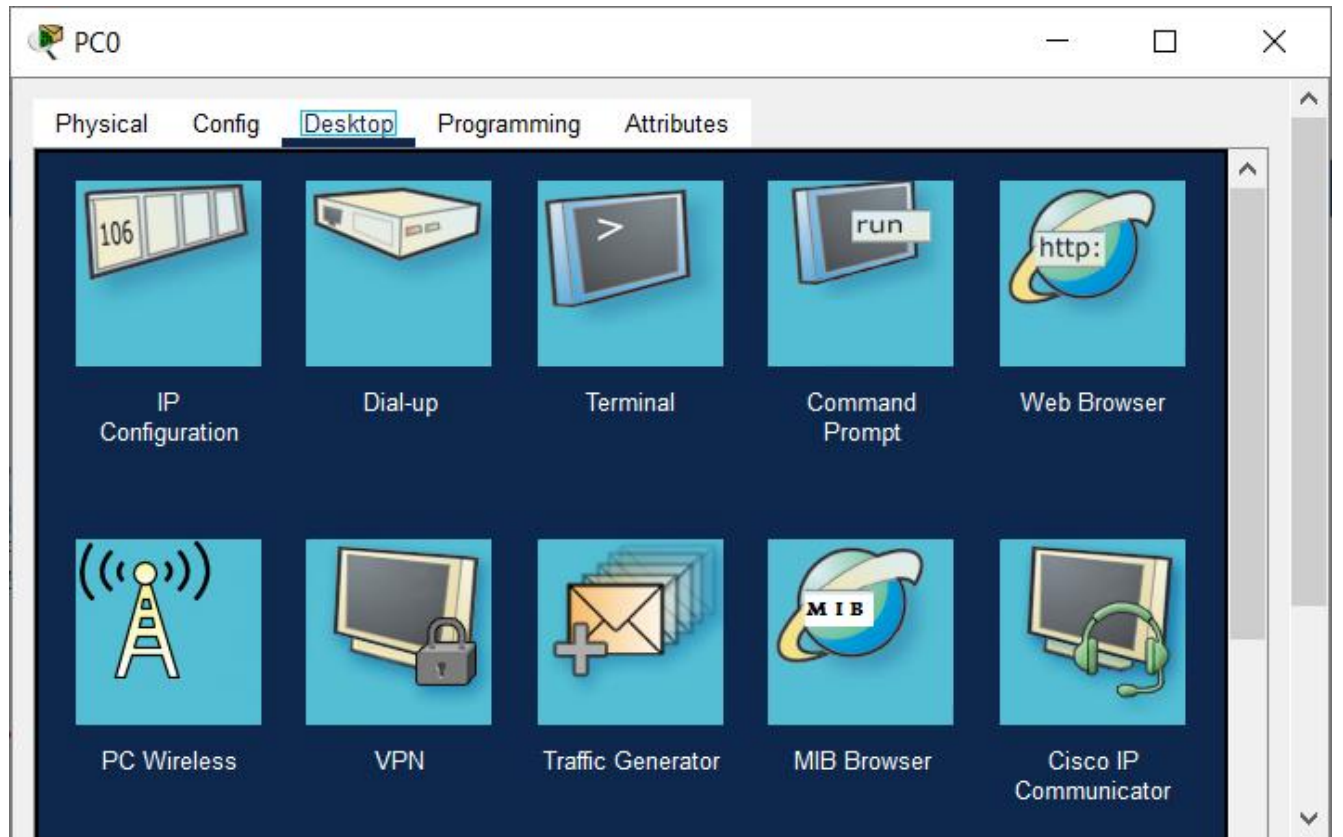 PC0
Physical Config Desktop Programming Attributes
106
>
run
http:
IP
Configuration
Dial-up
Terminal
Command
Prompt
Web Browser
MIB
PC Wireless
VPN
Traffic Generator
MIB Browser
Cisco IP
Communicator